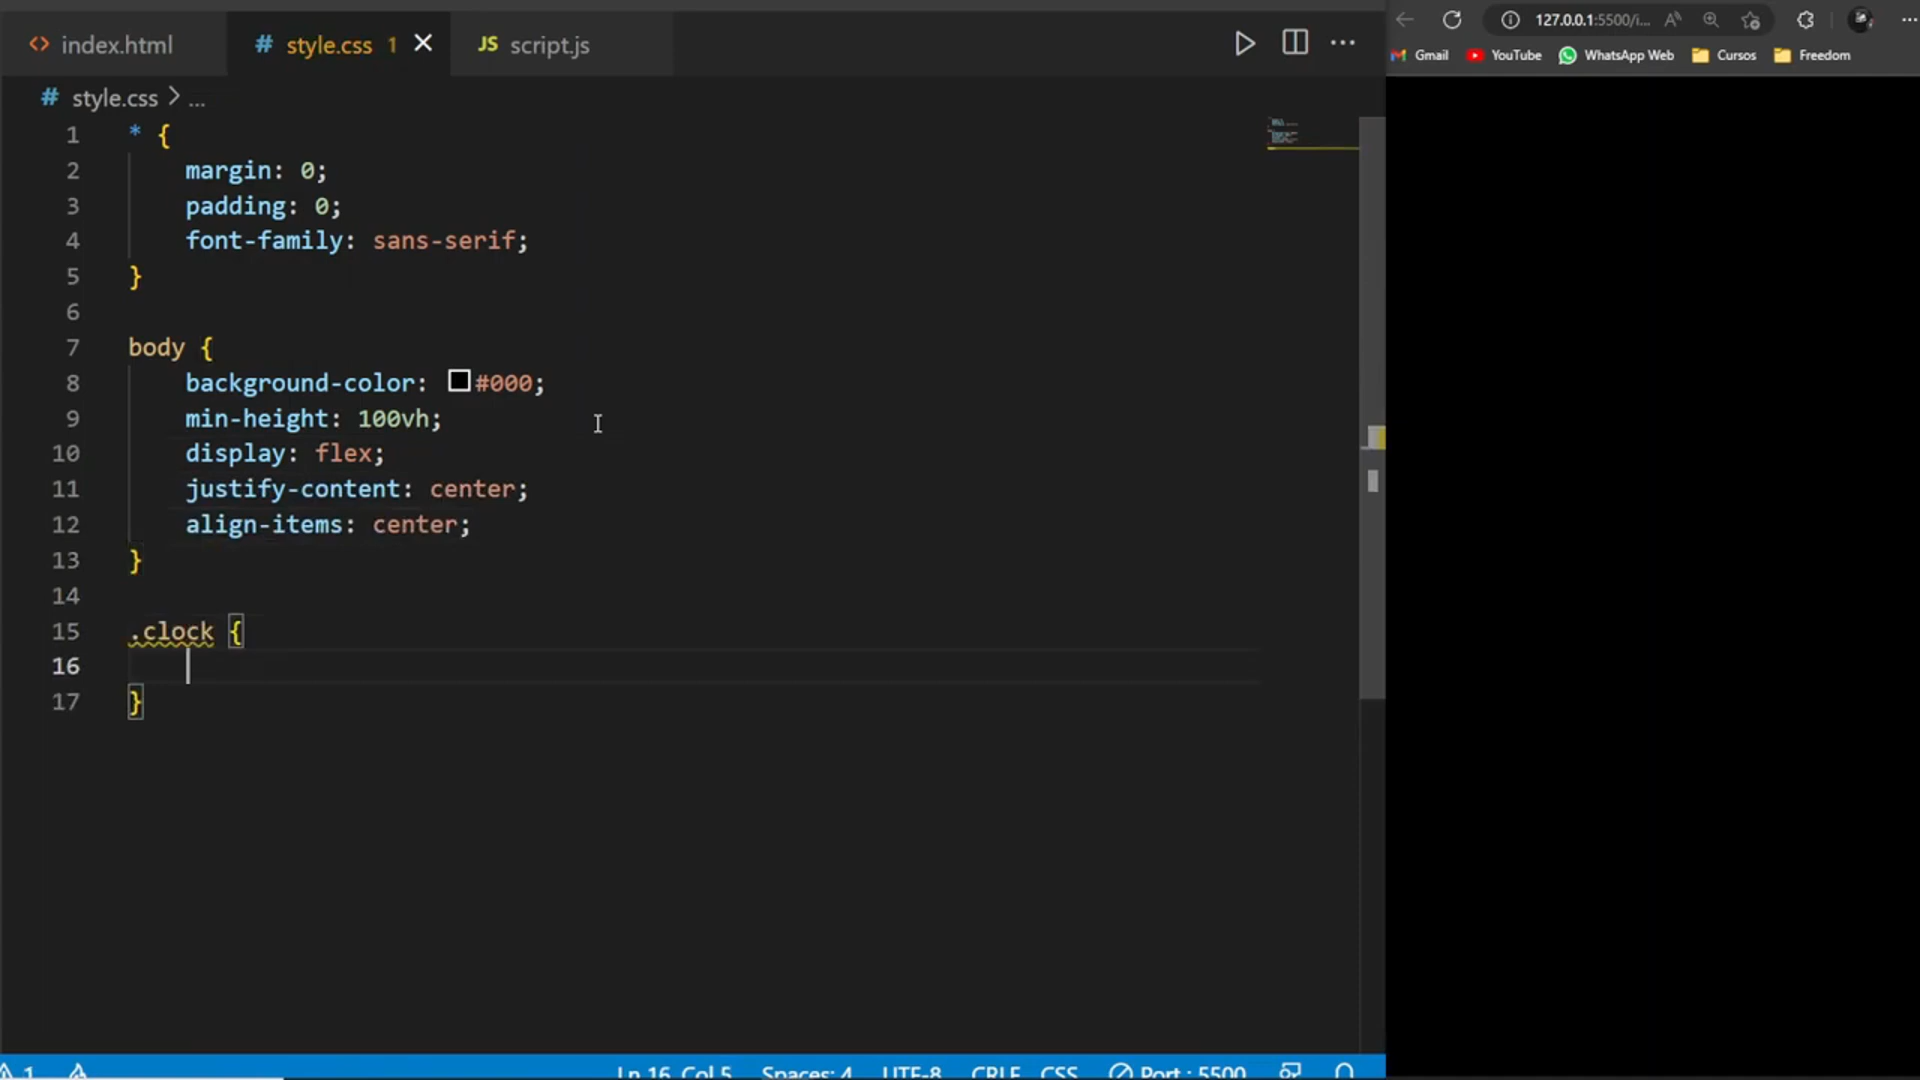 index.html
style.css 1
JS script.js
127.0.0.1:5500/i...
Gmail
YouTube
WhatsApp Web
Cursos
Freedom
# style.css > ...
1 * {
2 margin: 0;
3 padding: 0;
4 font-family: sans-serif;
5 }
6
7 body {
8 background-color: #000;
9 min-height: 100vh;
10 display: flex;
11 justify-content: center;
12 align-items: center;
13 }
14
15 .clock {
16
17 }
1
Ln 16, Col 5
Spaces: 4
UTF-8
CRLF
CSS
Port : 5500